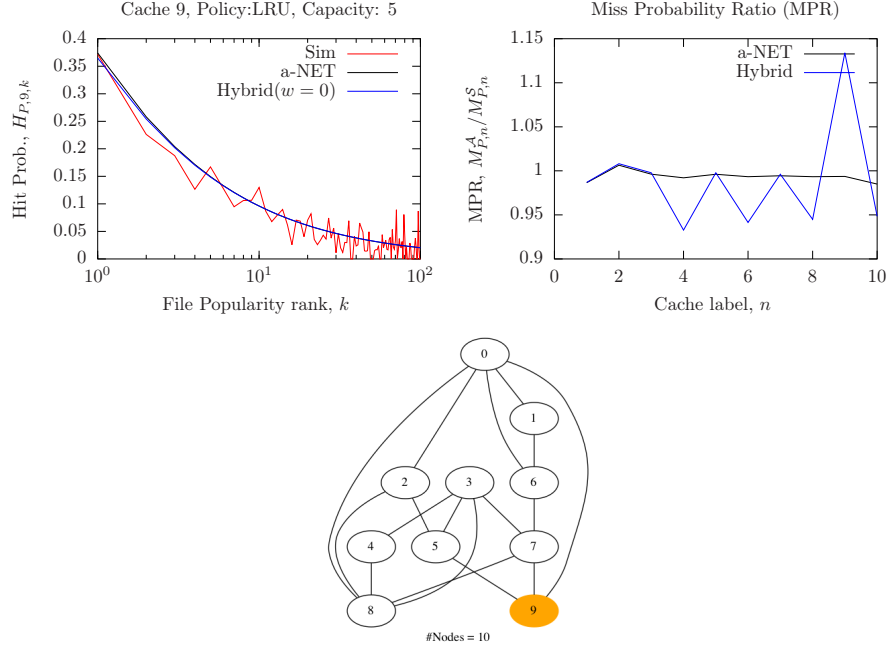 Cache 9, Policy:LRU, Capacity: 5
Hit Prob., $H_{P,9,k}$
0.4
0.35
0.3
0.25
0.2
0.15
0.1
0.05
0
Sim
a-NET
Hybrid($w = 0$)
$10^0$ $10^1$ $10^2$
File Popularity rank, $k$
Miss Probability Ratio (MPR)
MPR, $M^A_{P,n}/M^S_{P,n}$
1.15
1.1
1.05
1
0.95
0.9
a-NET
Hybrid
0 2 4 6 8 10
Cache label, $n$
0
1
2 3 6
4 5 7
8 9
#Nodes = 10